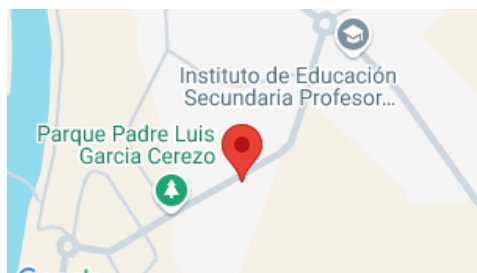 Instituto de Educación
Secundaria Profesor...
Parque Padre Luis
Garcia Cerezo